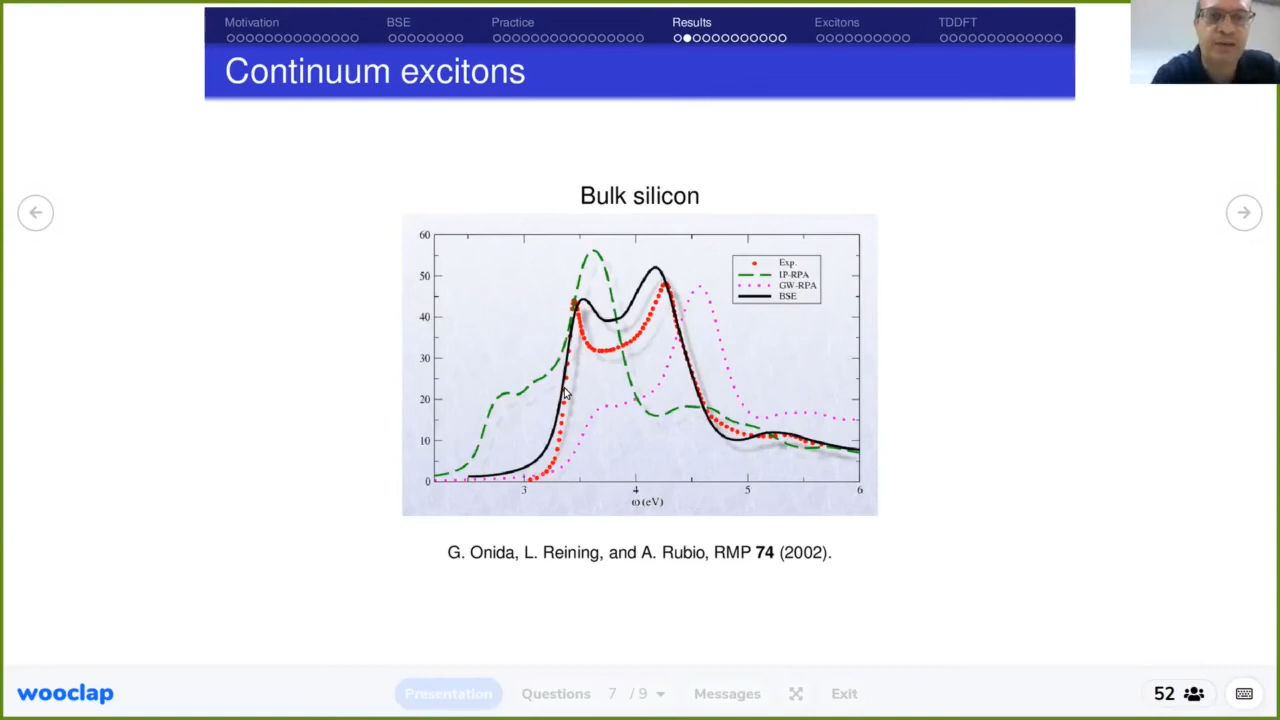 Motivation BSE Practice Results Excitons TDDFT
Continuum excitons
Bulk silicon
60
50
40
30
20
10
0
Exp.
IP-RPA
GW-RPA
BSE
3 4 5 6
ω (eV)
G. Onida, L. Reining, and A. Rubio, RMP 74 (2002).
wooclap
Presentation Questions 7 / 9 Messages Exit 52